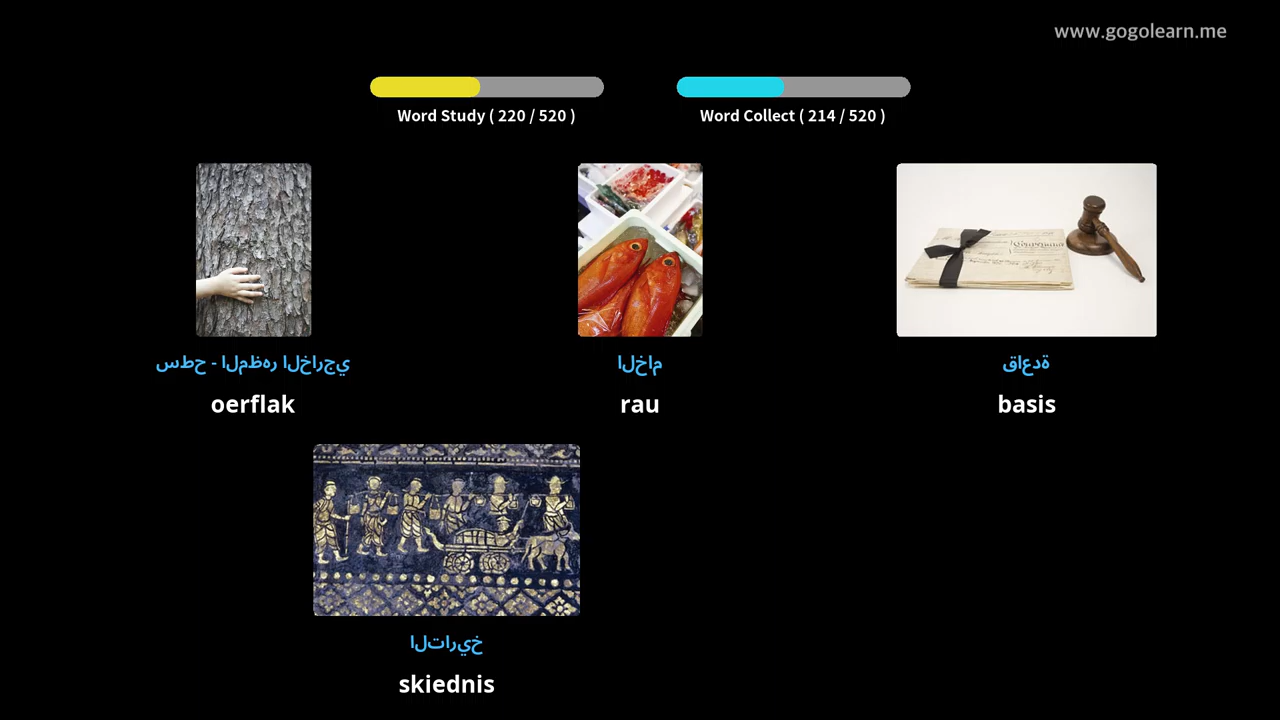 www.gogolearn.me
Word Study ( 220 / 520 )
Word Collect ( 214 / 520 )
سطح - المظهر الخارجي
الخام
قاعدة
oerflak
rau
basis
التاريخ
skiednis